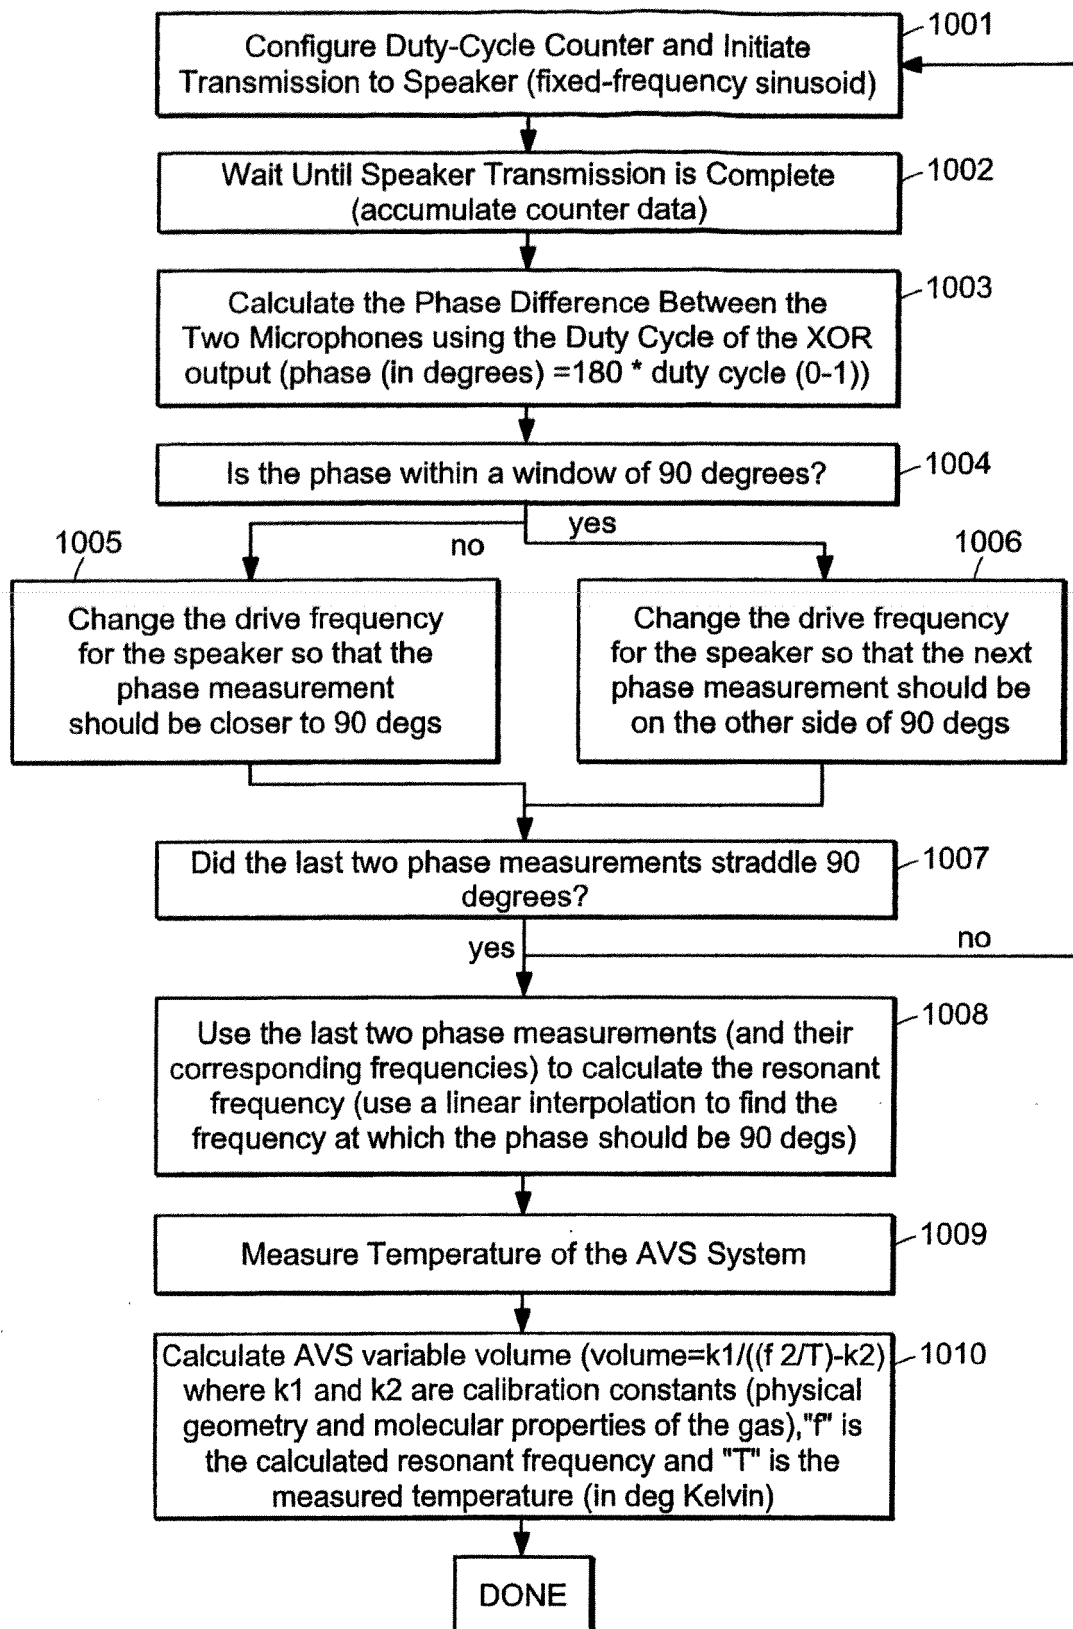 Configure Duty-Cycle Counter and Initiate
Transmission to Speaker (fixed-frequency sinusoid)
1001
Wait Until Speaker Transmission is Complete
(accumulate counter data)
1002
Calculate the Phase Difference Between the
Two Microphones using the Duty Cycle of the XOR
output (phase (in degrees) =180 * duty cycle (0-1))
1003
Is the phase within a window of 90 degrees?
1004
no
yes
1005
Change the drive frequency
for the speaker so that the
phase measurement
should be closer to 90 degs
1006
Change the drive frequency
for the speaker so that the next
phase measurement should be
on the other side of 90 degs
Did the last two phase measurements straddle 90
degrees?
1007
yes
no
Use the last two phase measurements (and their
corresponding frequencies) to calculate the resonant
frequency (use a linear interpolation to find the
frequency at which the phase should be 90 degs)
1008
Measure Temperature of the AVS System
1009
Calculate AVS variable volume (volume=k1/((f 2/T)-k2)
where k1 and k2 are calibration constants (physical
geometry and molecular properties of the gas),"f" is
the calculated resonant frequency and "T" is the
measured temperature (in deg Kelvin)
1010
DONE